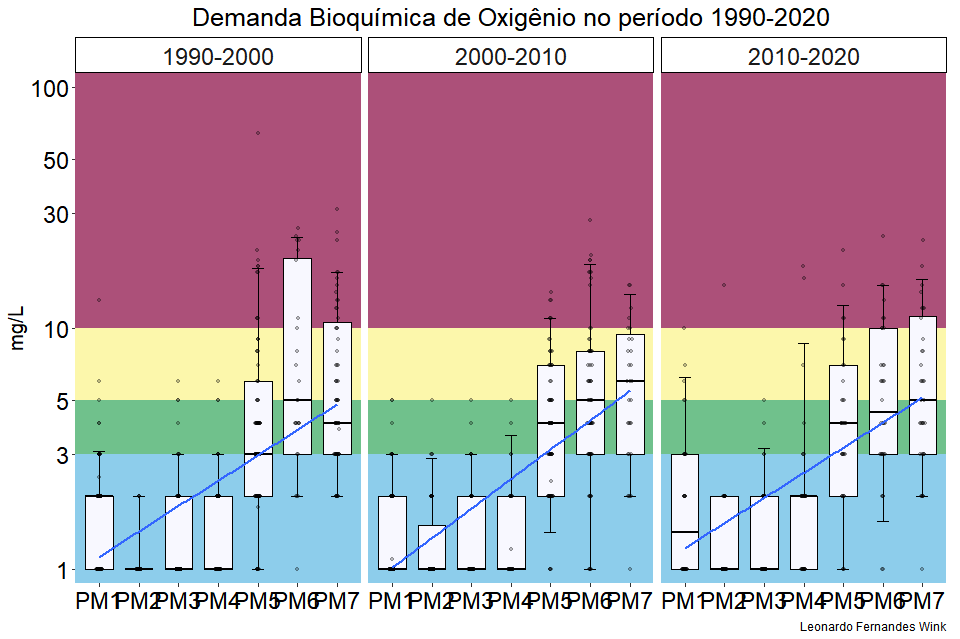 Demanda Bioquímica de Oxigênio no período 1990-2020
1990-2000 2000-2010 2010-2020
100
50
30
10
5
3
1
mg/L
PM1 PM2 PM3 PM4 PM5 PM6 PM7 PM1 PM2 PM3 PM4 PM5 PM6 PM7 PM1 PM2 PM3 PM4 PM5 PM6 PM7
Leonardo Fernandes Wink